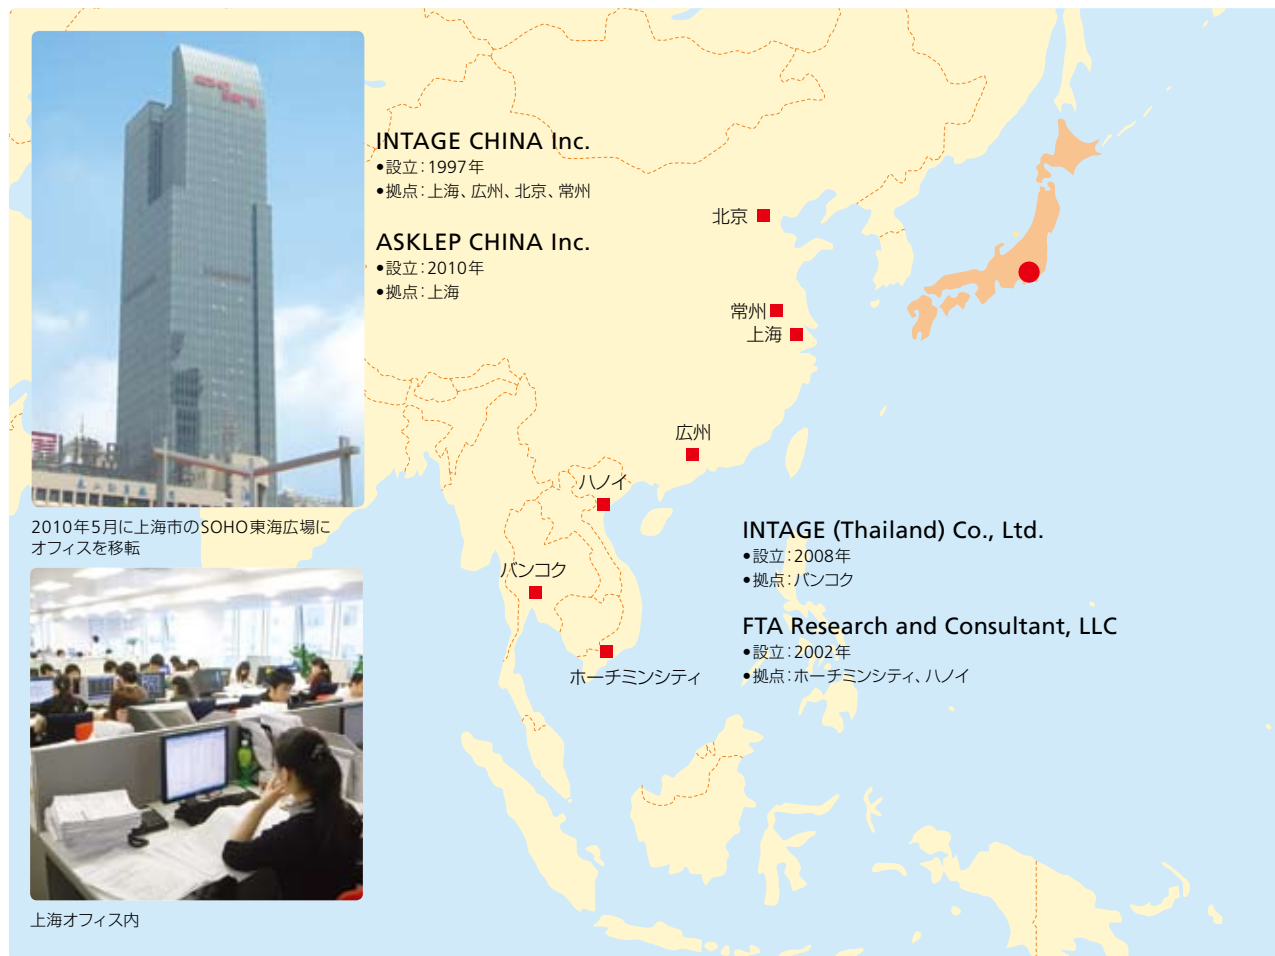 INTAGE CHINA Inc.
●設立：1997年
●拠点：上海、広州、北京、常州
ASKLEP CHINA Inc.
●設立：2010年
●拠点：上海
北京
常州
上海
広州
ハノイ
バンコク
ホーチミンシティ
2010年5月に上海市のSOHO東海広場に
オフィスを移転
INTAGE (Thailand) Co., Ltd.
●設立：2008年
●拠点：バンコク
FTA Research and Consultant, LLC
●設立：2002年
●拠点：ホーチミンシティ、ハノイ
上海オフィス内